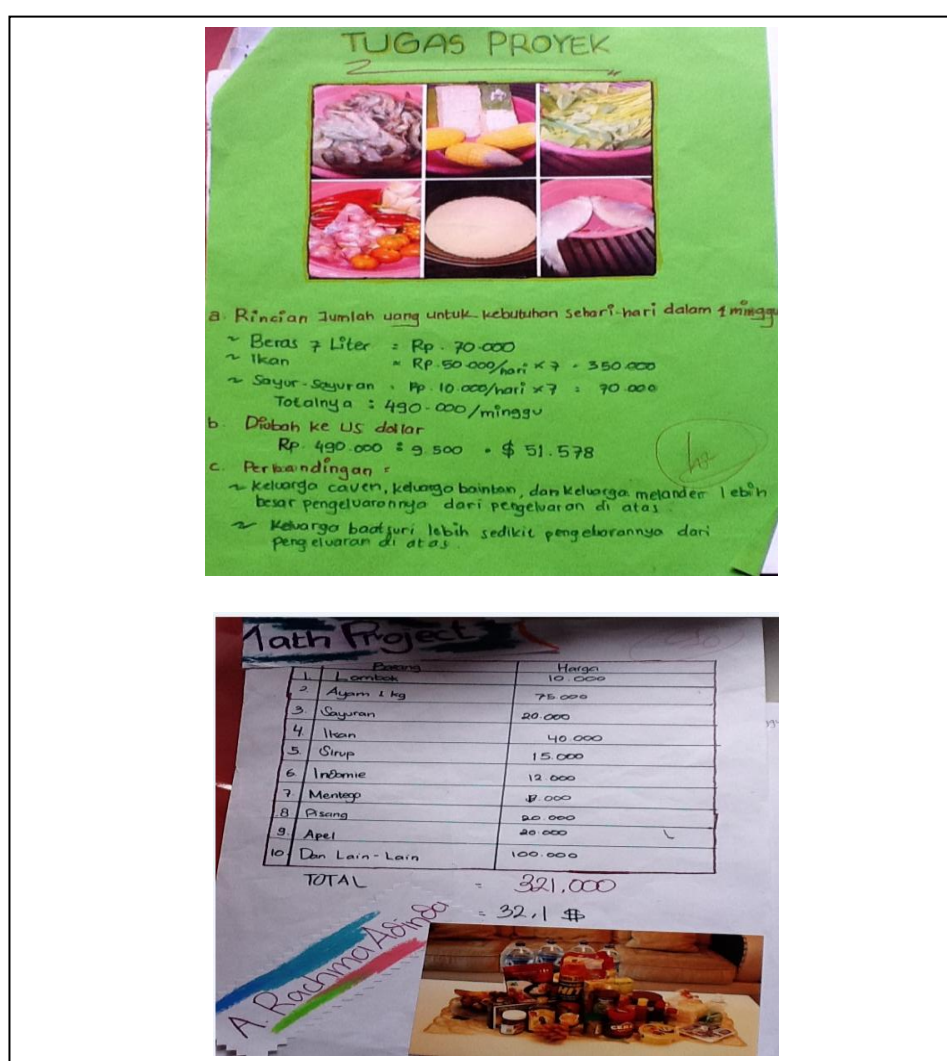 TUGAS PROYEK
a. Rincian Jumlah uang untuk kebutuhan sehari-hari dalam 1 minggu
~ Beras 7 Liter = Rp. 70.000
~ Ikan = Rp. 50.000/hari x 7 = 350.000
~ Sayur-Sayuran = Rp. 10.000/hari x 7 = 70.000
Totalnya : 490.000/minggu
b. Diubah ke US dollar
Rp. 490.000 : 9.500 = $ 51.578
c. Perbandingan :
~ Keluarga caven, keluarga bainton, dan keluarga melander lebih
besar pengeluarannya dari pengeluaran di atas.
~ Keluarga baatsuri lebih sedikit pengeluarannya dari
pengeluaran di atas.
Math Project
Barang Harga
1. Lombok 10.000
2. Ayam 1 kg 75.000
3. Sayuran 20.000
4. Ikan 40.000
5. Sirup 15.000
6. Indomie 12.000
7. Mentego .000
8 Pisang 20.000
9. Apel 20.000
10 Dan Lain-Lain 100.000
TOTAL = 321.000
= 32,1 $
A. Rachma Adinda